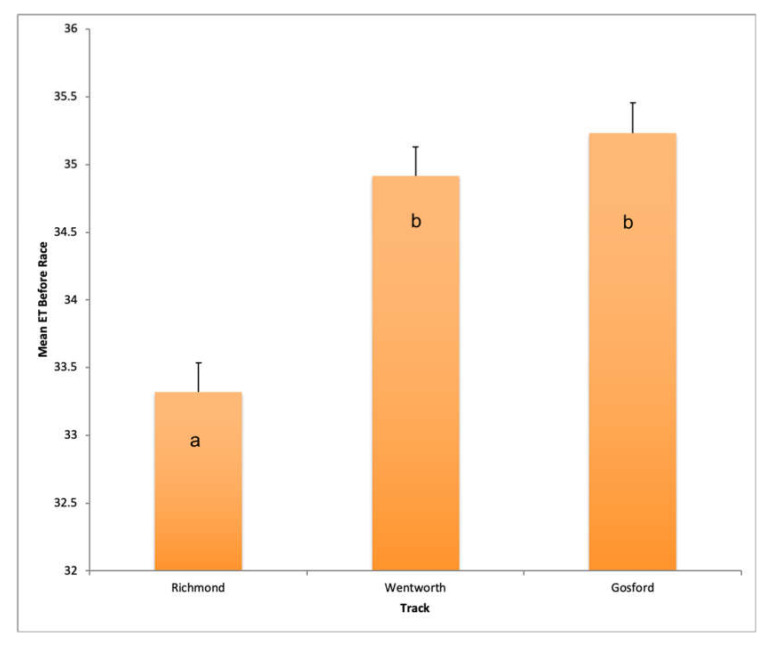 36
35.5
35
34.5
34
33.5
33
32.5
32
Mean ET Before Race
a
b
b
Richmond
Wentworth
Gosford
Track